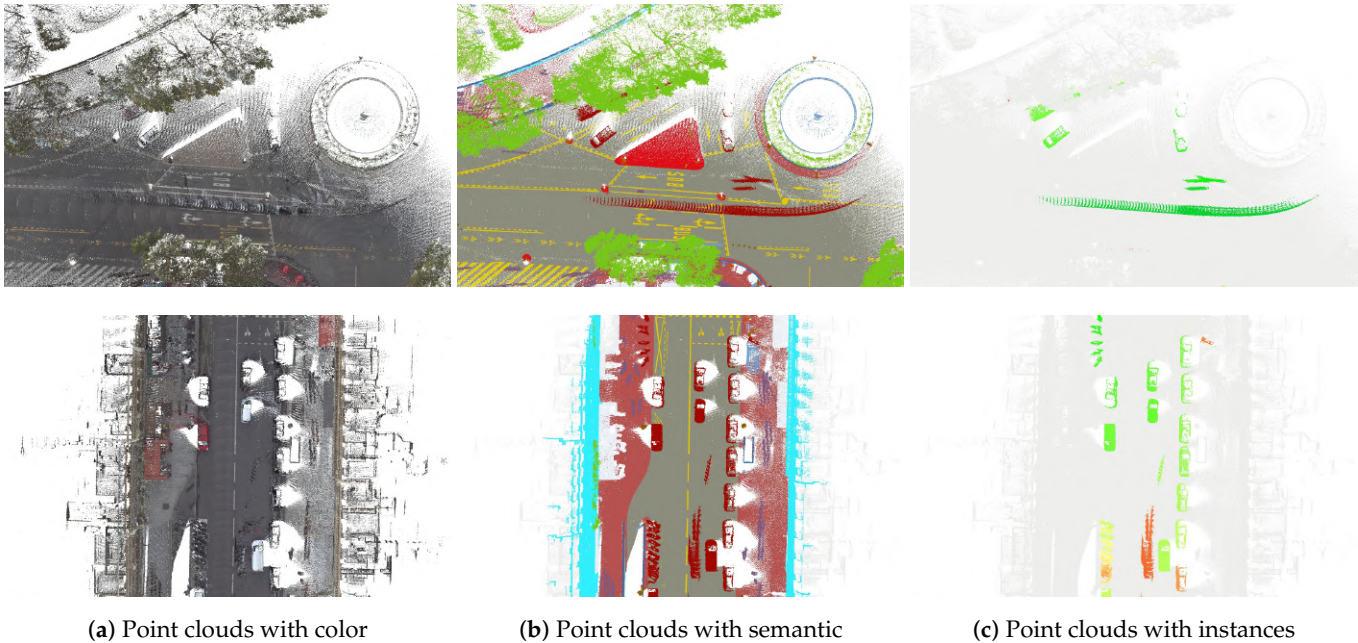 (a) Point clouds with color
(b) Point clouds with semantic
(c) Point clouds with instances